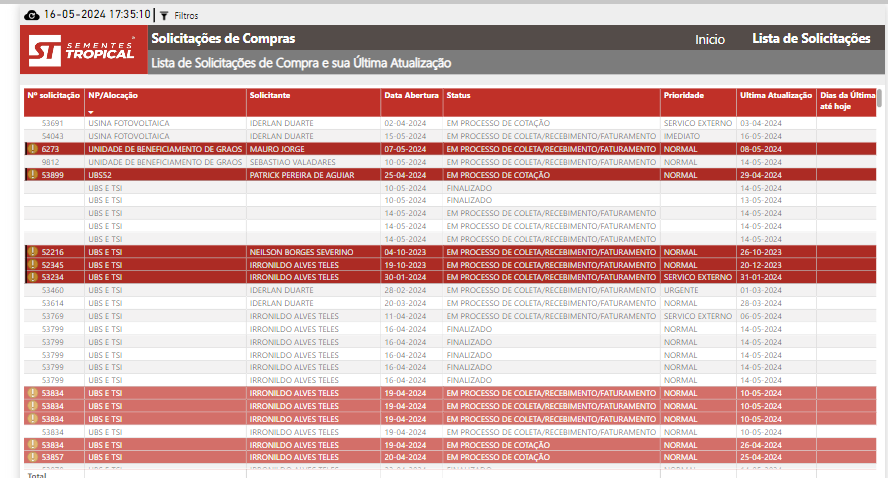 16-05-2024 17:35:10 Filtros
ST SEMENTES TROPICAL
Solicitações de Compras Inicio Lista de Solicitações
Lista de Solicitações de Compra e sua Última Atualização
Nº solicitação NP/Alocação Solicitante Data Abertura Status Prioridade Ultima Atualização Dias da Última até hoje
53691 USINA FOTOVOLTAICA IDERLAN DUARTE 02-04-2024 EM PROCESSO DE COTAÇÃO SERVICO EXTERNO 03-04-2024
54043 USINA FOTOVOLTAICA IDERLAN DUARTE 15-05-2024 EM PROCESSO DE COLETA/RECEBIMENTO/FATURAMENTO IMEDIATO 16-05-2024
6273 UNIDADE DE BENEFICIAMENTO DE GRAOS MAURO JORGE 07-05-2024 EM PROCESSO DE COLETA/RECEBIMENTO/FATURAMENTO NORMAL 08-05-2024
9812 UNIDADE DE BENEFICIAMENTO DE GRAOS SEBASTIAO VALADARES 10-05-2024 EM PROCESSO DE COLETA/RECEBIMENTO/FATURAMENTO NORMAL 14-05-2024
53899 UBS52 PATRICK PEREIRA DE AGUIAR 25-04-2024 EM PROCESSO DE COTAÇÃO NORMAL 29-04-2024
UBS E TSI 10-05-2024 FINALIZADO 14-05-2024
UBS E TSI 10-05-2024 FINALIZADO 13-05-2024
UBS E TSI 14-05-2024 EM PROCESSO DE COLETA/RECEBIMENTO/FATURAMENTO 14-05-2024
UBS E TSI 14-05-2024 EM PROCESSO DE COLETA/RECEBIMENTO/FATURAMENTO 14-05-2024
UBS E TSI 14-05-2024 EM PROCESSO DE COLETA/RECEBIMENTO/FATURAMENTO 14-05-2024
52216 UBS E TSI NEILSON BORGES SEVERINO 04-10-2023 EM PROCESSO DE COLETA/RECEBIMENTO/FATURAMENTO NORMAL 26-10-2023
52345 UBS E TSI IRRONILDO ALVES TELES 19-10-2023 EM PROCESSO DE COLETA/RECEBIMENTO/FATURAMENTO NORMAL 20-12-2023
53234 UBS E TSI IRRONILDO ALVES TELES 30-01-2024 EM PROCESSO DE COLETA/RECEBIMENTO/FATURAMENTO SERVICO EXTERNO 31-01-2024
53460 UBS E TSI IDERLAN DUARTE 28-02-2024 EM PROCESSO DE COLETA/RECEBIMENTO/FATURAMENTO URGENTE 01-03-2024
53614 UBS E TSI IDERLAN DUARTE 20-03-2024 EM PROCESSO DE COLETA/RECEBIMENTO/FATURAMENTO NORMAL 28-03-2024
53769 UBS E TSI IRRONILDO ALVES TELES 11-04-2024 EM PROCESSO DE COLETA/RECEBIMENTO/FATURAMENTO SERVICO EXTERNO 06-05-2024
53799 UBS E TSI IRRONILDO ALVES TELES 16-04-2024 FINALIZADO NORMAL 14-05-2024
53799 UBS E TSI IRRONILDO ALVES TELES 16-04-2024 FINALIZADO NORMAL 14-05-2024
53799 UBS E TSI IRRONILDO ALVES TELES 16-04-2024 FINALIZADO NORMAL 14-05-2024
53799 UBS E TSI IRRONILDO ALVES TELES 16-04-2024 FINALIZADO NORMAL 14-05-2024
53799 UBS E TSI IRRONILDO ALVES TELES 16-04-2024 FINALIZADO NORMAL 14-05-2024
53834 UBS E TSI IRRONILDO ALVES TELES 19-04-2024 EM PROCESSO DE COLETA/RECEBIMENTO/FATURAMENTO NORMAL 10-05-2024
53834 UBS E TSI IRRONILDO ALVES TELES 19-04-2024 EM PROCESSO DE COLETA/RECEBIMENTO/FATURAMENTO NORMAL 10-05-2024
53834 UBS E TSI IRRONILDO ALVES TELES 19-04-2024 EM PROCESSO DE COLETA/RECEBIMENTO/FATURAMENTO NORMAL 10-05-2024
53834 UBS E TSI IRRONILDO ALVES TELES 19-04-2024 EM PROCESSO DE COLETA/RECEBIMENTO/FATURAMENTO NORMAL 10-05-2024
53834 UBS E TSI IRRONILDO ALVES TELES 19-04-2024 EM PROCESSO DE COTAÇÃO NORMAL 26-04-2024
53857 UBS E TSI IRRONILDO ALVES TELES 20-04-2024 EM PROCESSO DE COTAÇÃO NORMAL 25-04-2024
Total